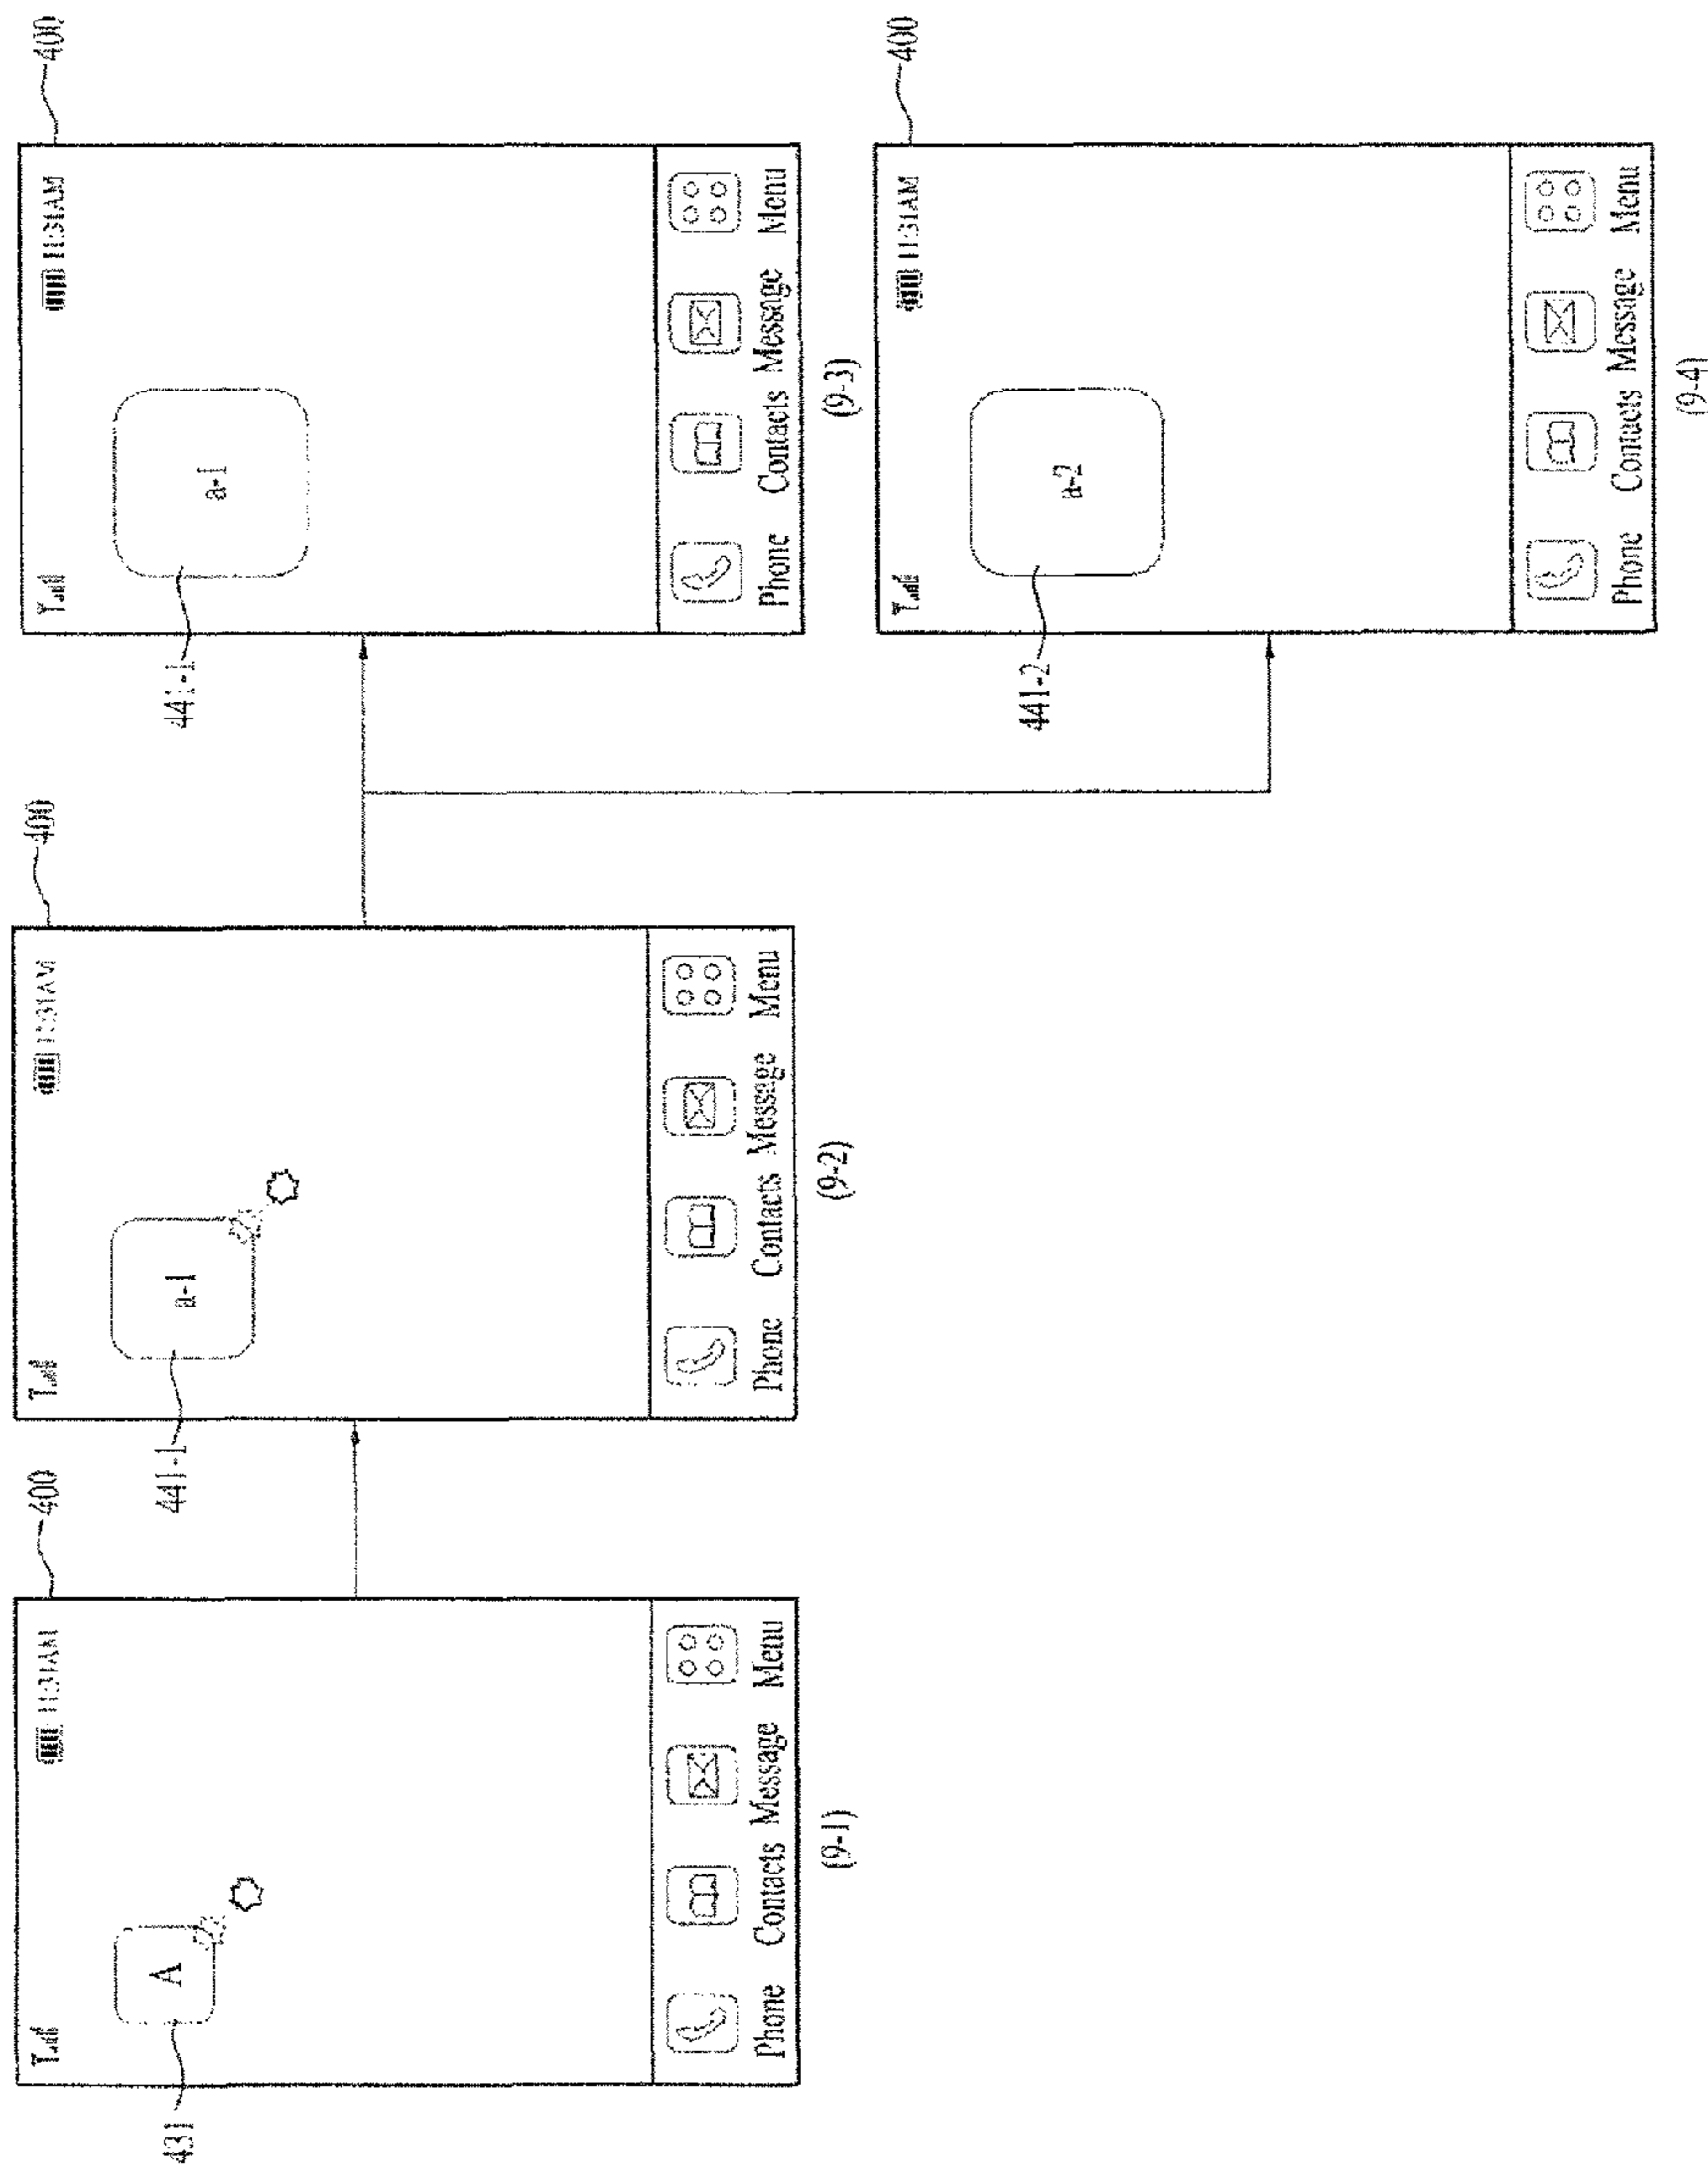 400
11:31AM
A
431
Phone Contacts Message Menu
(9-1)
400
11:31AM
a-1
441-1
Phone Contacts Message Menu
(9-2)
400
11:31AM
a-1
441-1
Phone Contacts Message Menu
(9-3)
400
11:31AM
a-2
441-2
Phone Contacts Message Menu
(9-4)